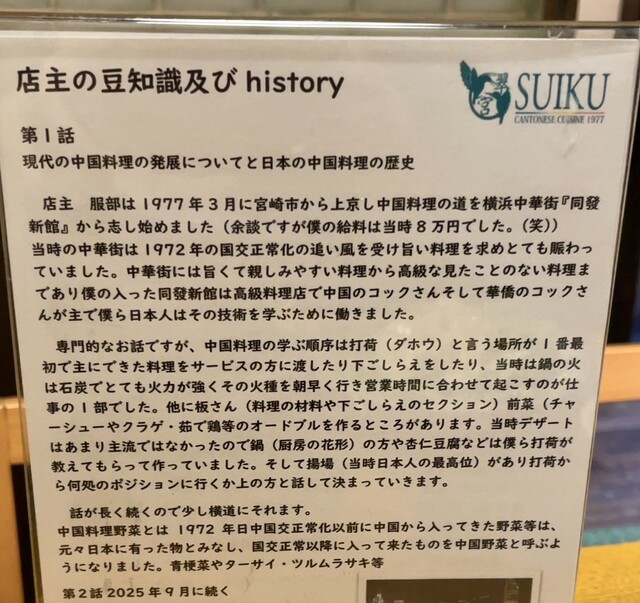 店主の豆知識及び history
翠宮
SUIKU
CANTONESE CUISINE 1977
第1話
現代の中国料理の発展についてと日本の中国料理の歴史
店主 服部は1977年3月に宮崎市から上京し中国料理の道を横浜中華街『同發
新館』から志し始めました（余談ですが僕の給料は当時8万円でした。（笑））
当時の中華街は1972年の国交正常化の追い風を受け旨い料理を求めとても賑わっ
ていました。中華街には旨くて親しみやすい料理から高級な見たことのない料理ま
であり僕の入った同發新館は高級料理店で中国のコックさんそして華僑のコックさ
んが主で僕ら日本人はその技術を学ぶために働きました。
専門的なお話ですが、中国料理の学ぶ順序は打荷（ダホウ）と言う場所が1番最
初で主にできた料理をサービスの方に渡したり下ごしらえをしたり、当時は鍋の火
は石炭でとても火力が強くその火種を朝早く行き営業時間に合わせて起こすのが仕
事の1部でした。他に板さん（料理の材料や下ごしらえのセクション）前菜（チャ
ーシューやクラゲ・茹で鶏等のオードブルを作るところがあります。当時デザート
はあまり主流ではなかったので鍋（厨房の花形）の方や杏仁豆腐などは僕ら打荷が
教えてもらって作っていました。そして揚場（当時日本人の最高位）があり打荷か
ら何処のポジションに行くか上の方と話して決まっていきます。
話が長く続くので少し横道にそれます。
中国料理野菜とは 1972 年日中国交正常化以前に中国から入ってきた野菜等は、
元々日本に有った物とみなし、国交正常以降に入って来たものを中国野菜と呼ぶよ
うになりました。青梗菜やターサイ・ツルムラサキ等
第2話2025年9月に続く